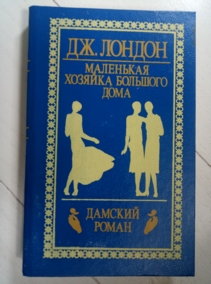 ДЖ. ЛОНДОН
МАЛЕНЬКАЯ
ХОЗЯЙКА БОЛЬШОГО
ДОМА
ДАМСКИЙ
РОМАН